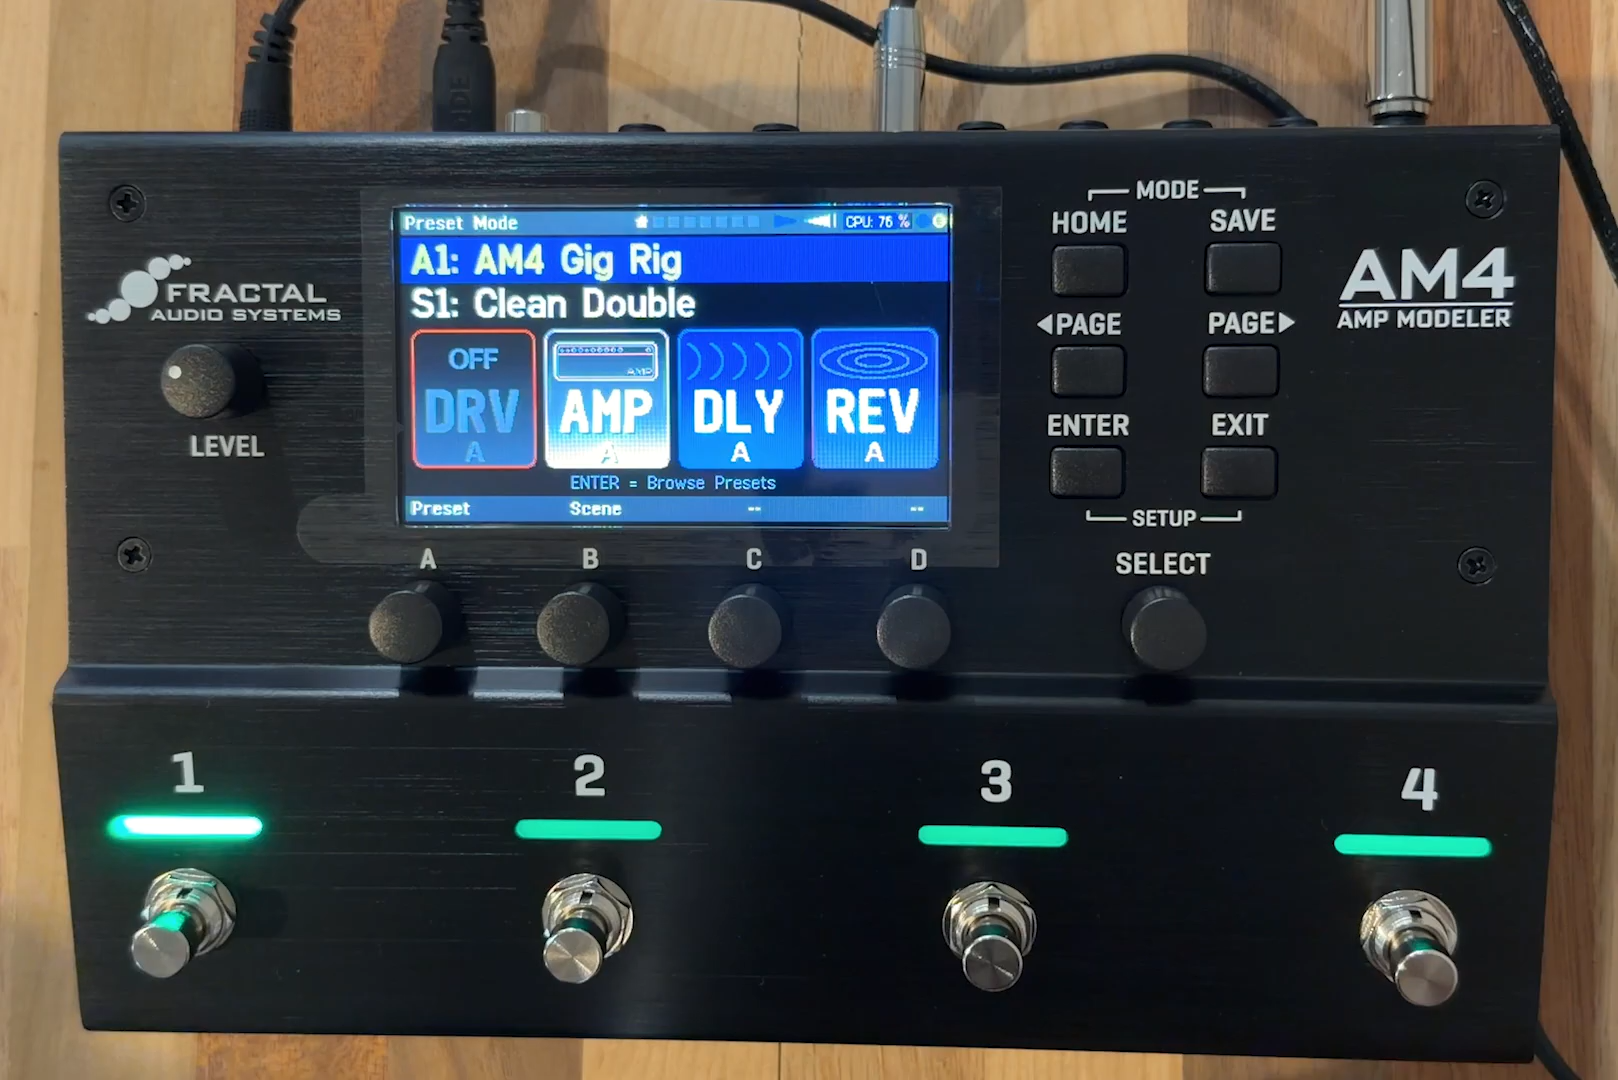 Preset Mode
CPU: 76 %
A1: AM4 Gig Rig
S1: Clean Double
OFF
DRV
A
AMP
AMP
A
DLY
A
REV
A
ENTER = Browse Presets
Preset Scene -- --
FRACTAL
AUDIO SYSTEMS
LEVEL
A B C D
MODE
HOME SAVE
◀PAGE PAGE▶
ENTER EXIT
SETUP
SELECT
AM4
AMP MODELER
1 2 3 4